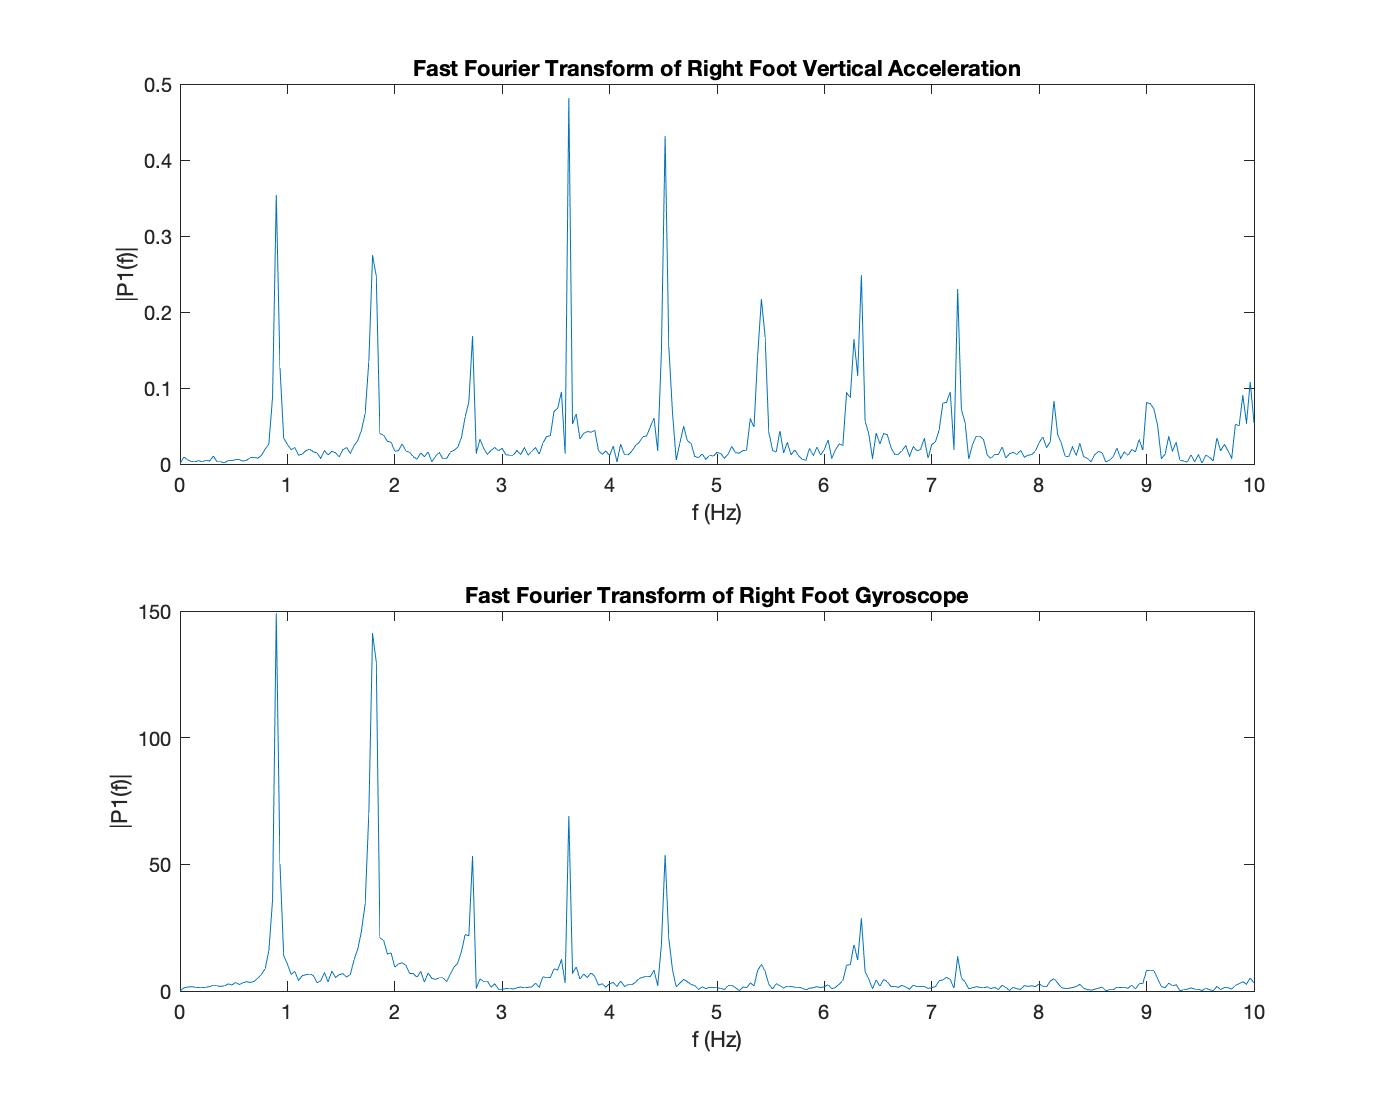 Fast Fourier Transform of Right Foot Vertical Acceleration
0.5
0.4
0.3
0.2
0.1
0
|P1(f)|
0 1 2 3 4 5 6 7 8 9 10
f (Hz)
Fast Fourier Transform of Right Foot Gyroscope
150
100
50
0
|P1(f)|
0 1 2 3 4 5 6 7 8 9 10
f (Hz)